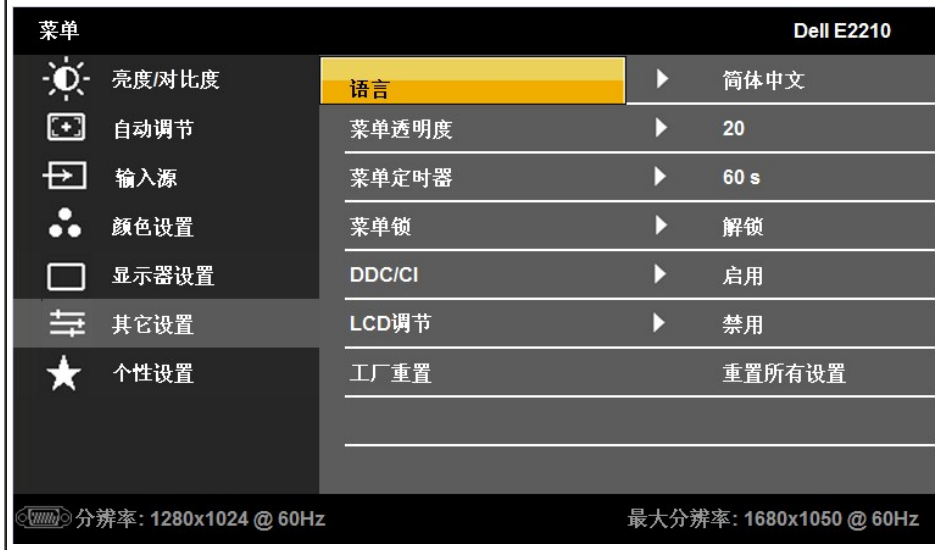 菜单 Dell E2210
亮度/对比度
自动调节
输入源
颜色设置
显示器设置
其它设置
个性设置
语言 简体中文
菜单透明度 20
菜单定时器 60 s
菜单锁 解锁
DDC/CI 启用
LCD调节 禁用
工厂重置 重置所有设置
分辨率: 1280x1024 @ 60Hz 最大分辨率: 1680x1050 @ 60Hz